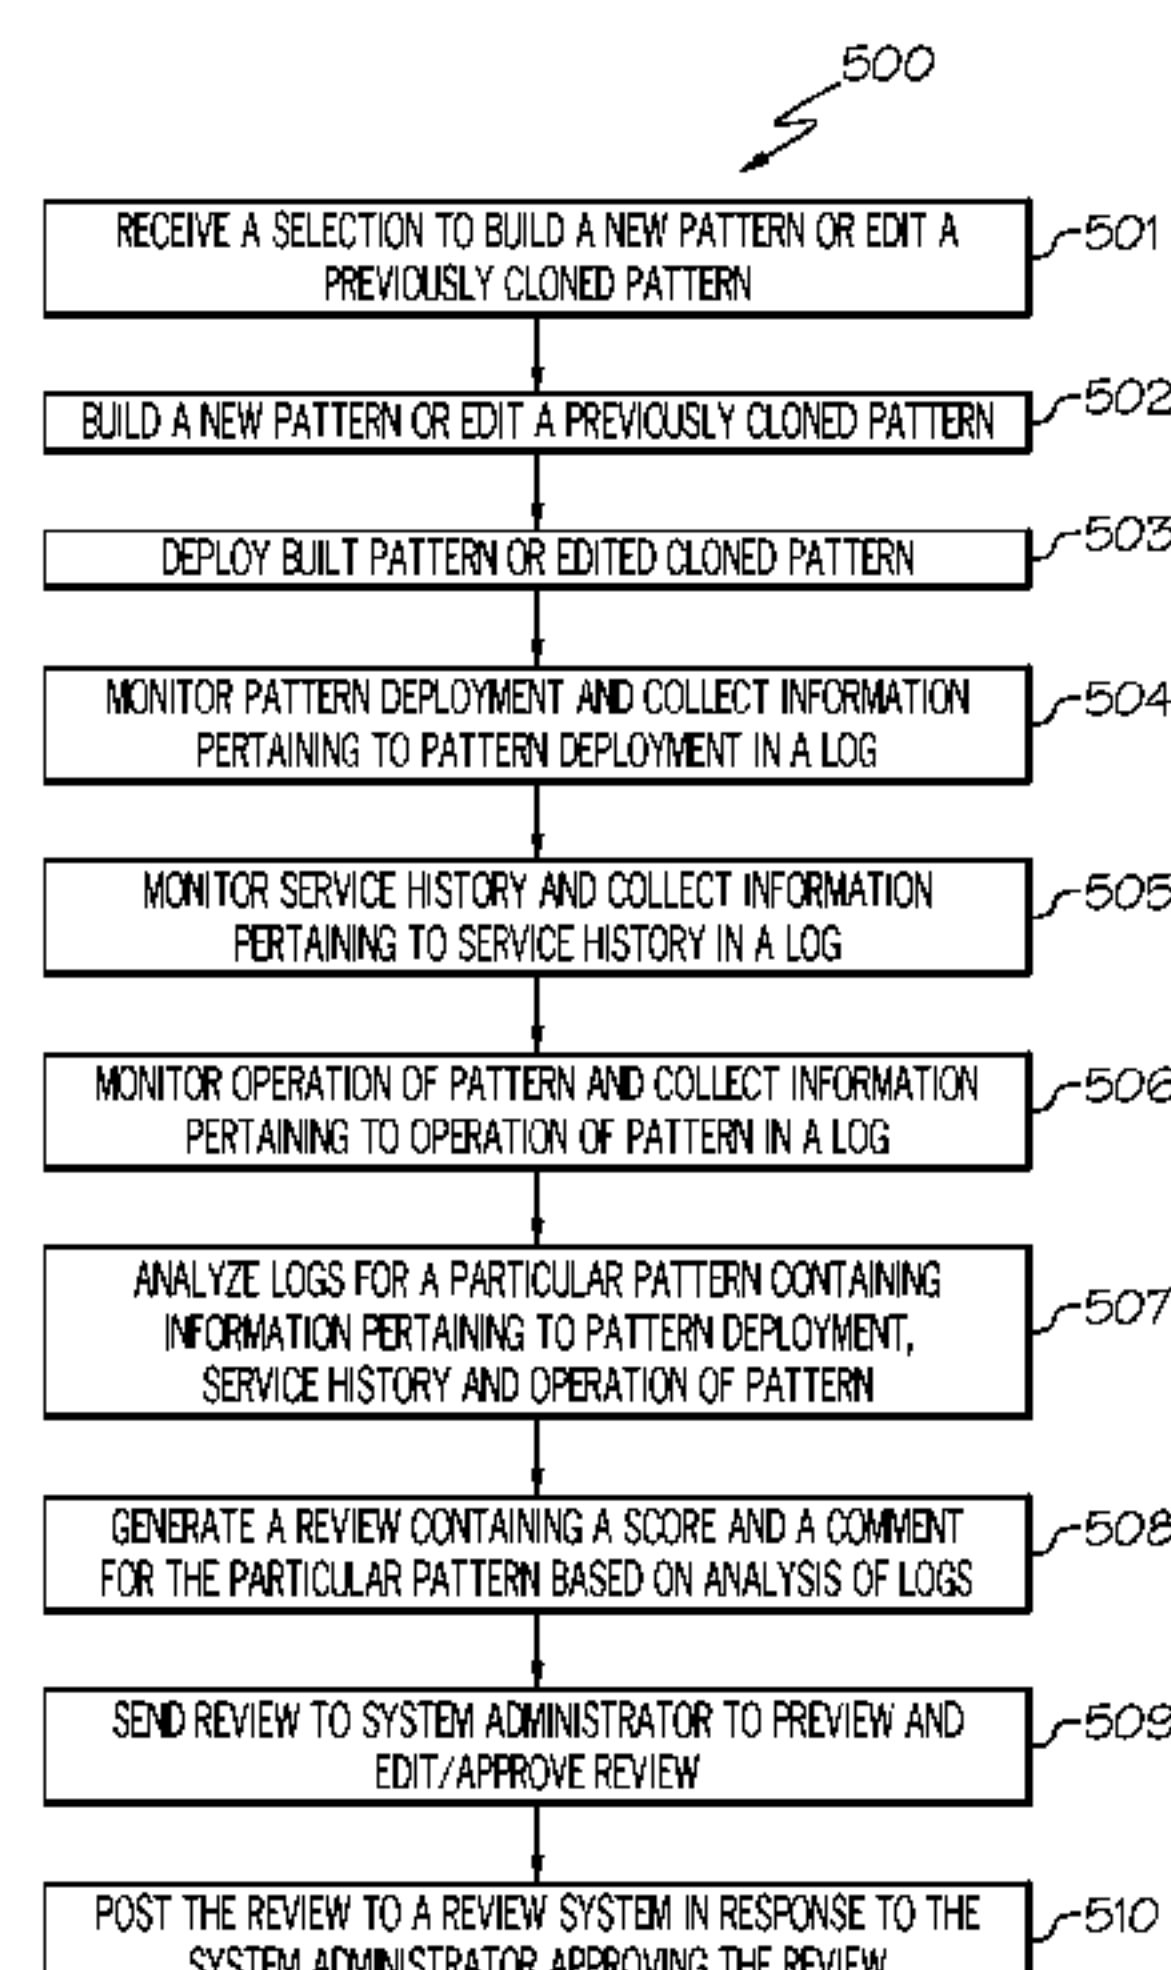 500
RECEIVE A SELECTION TO BUILD A NEW PATTERN OR EDIT A
PREVIOUSLY CLONED PATTERN
501
BUILD A NEW PATTERN OR EDIT A PREVIOUSLY CLONED PATTERN
502
DEPLOY BUILT PATTERN OR EDITED CLONED PATTERN
503
MONITOR PATTERN DEPLOYMENT AND COLLECT INFORMATION
PERTAINING TO PATTERN DEPLOYMENT IN A LOG
504
MONITOR SERVICE HISTORY AND COLLECT INFORMATION
PERTAINING TO SERVICE HISTORY IN A LOG
505
MONITOR OPERATION OF PATTERN AND COLLECT INFORMATION
PERTAINING TO OPERATION OF PATTERN IN A LOG
506
ANALYZE LOGS FOR A PARTICULAR PATTERN CONTAINING
INFORMATION PERTAINING TO PATTERN DEPLOYMENT,
SERVICE HISTORY AND OPERATION OF PATTERN
507
GENERATE A REVIEW CONTAINING A SCORE AND A COMMENT
FOR THE PARTICULAR PATTERN BASED ON ANALYSIS OF LOGS
508
SEND REVIEW TO SYSTEM ADMINISTRATOR TO PREVIEW AND
EDIT/APPROVE REVIEW
509
POST THE REVIEW TO A REVIEW SYSTEM IN RESPONSE TO THE
SYSTEM ADMINISTRATOR APPROVING THE REVIEW
510